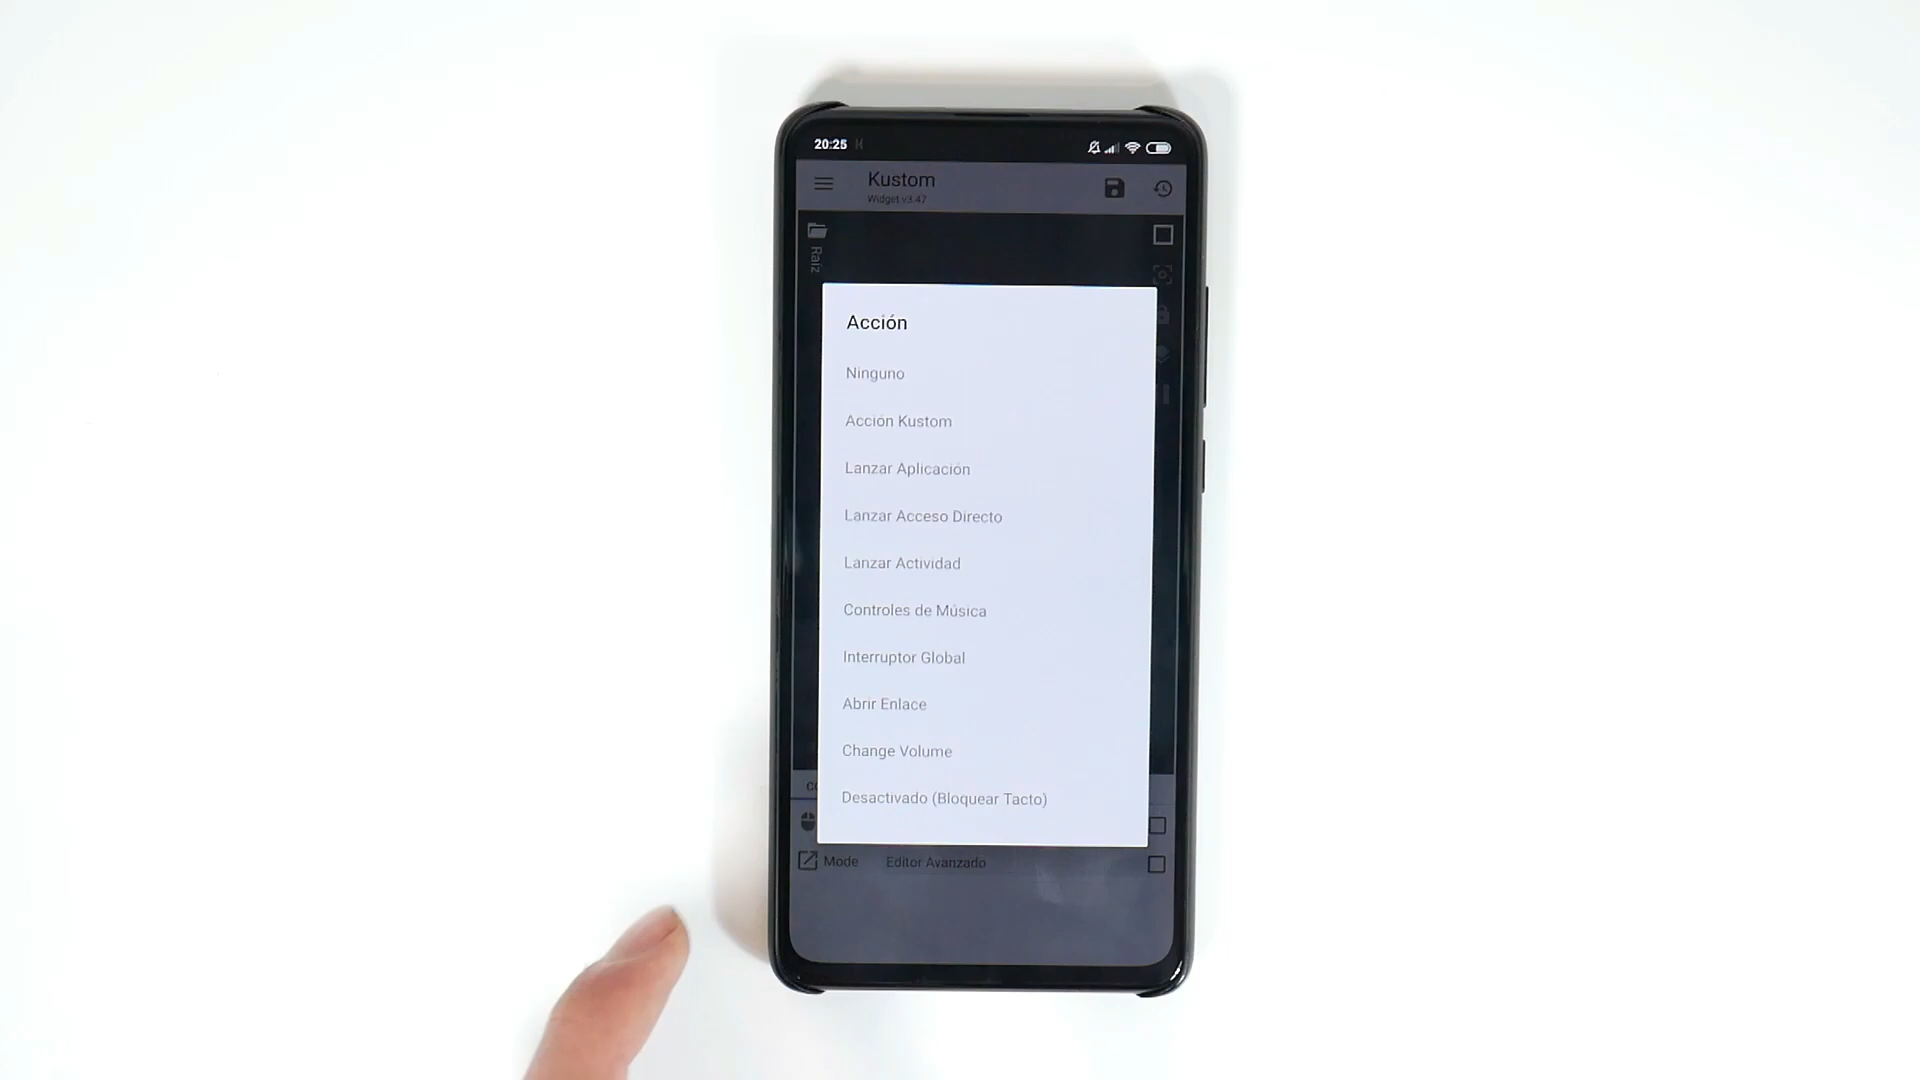 20:25
Kustom
Widget v3.47
Raíz
Acción
Ninguno
Acción Kustom
Lanzar Aplicación
Lanzar Acceso Directo
Lanzar Actividad
Controles de Música
Interruptor Global
Abrir Enlace
Change Volume
Desactivado (Bloquear Tacto)
Mode Editor Avanzado